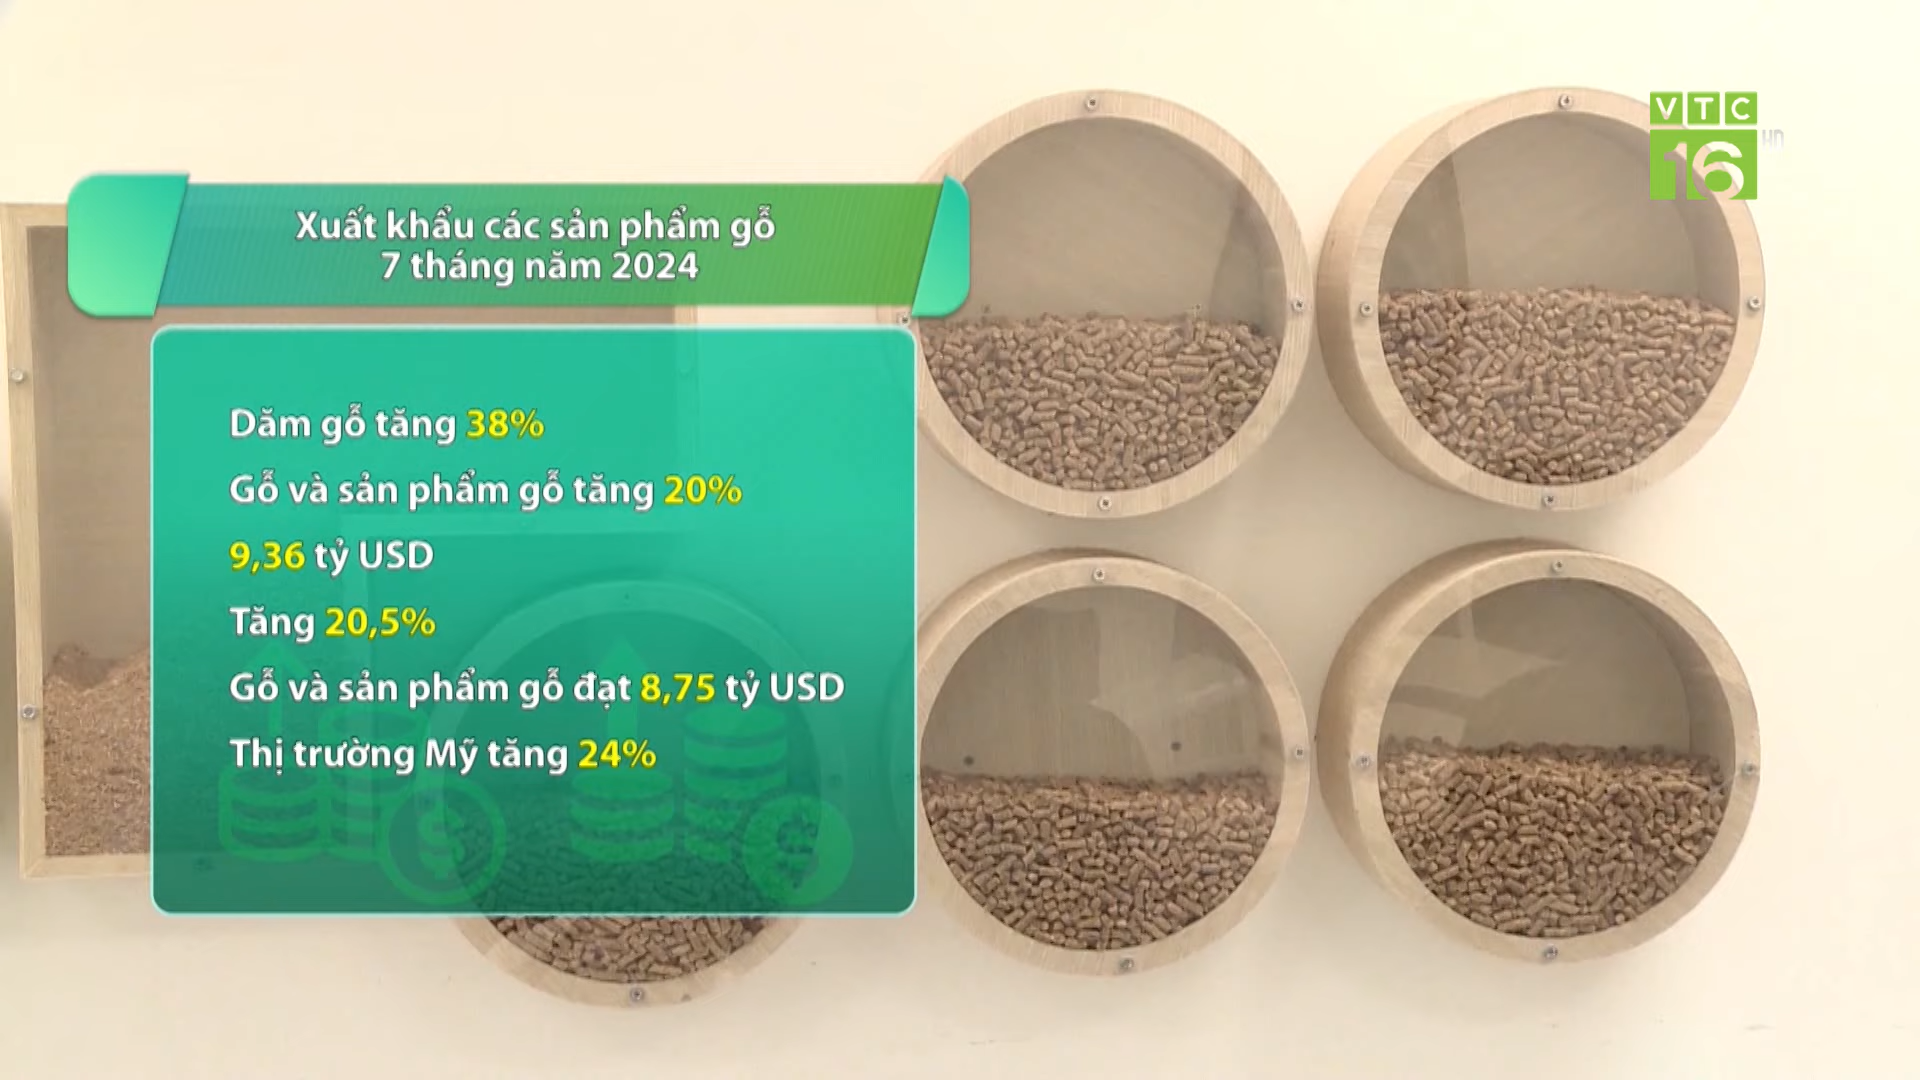 VTC
16
HD
Xuất khẩu các sản phẩm gỗ
7 tháng năm 2024
Dăm gỗ tăng 38%
Gỗ và sản phẩm gỗ tăng 20%
9,36 tỷ USD
Tăng 20,5%
Gỗ và sản phẩm gỗ đạt 8,75 tỷ USD
Thị trường Mỹ tăng 24%